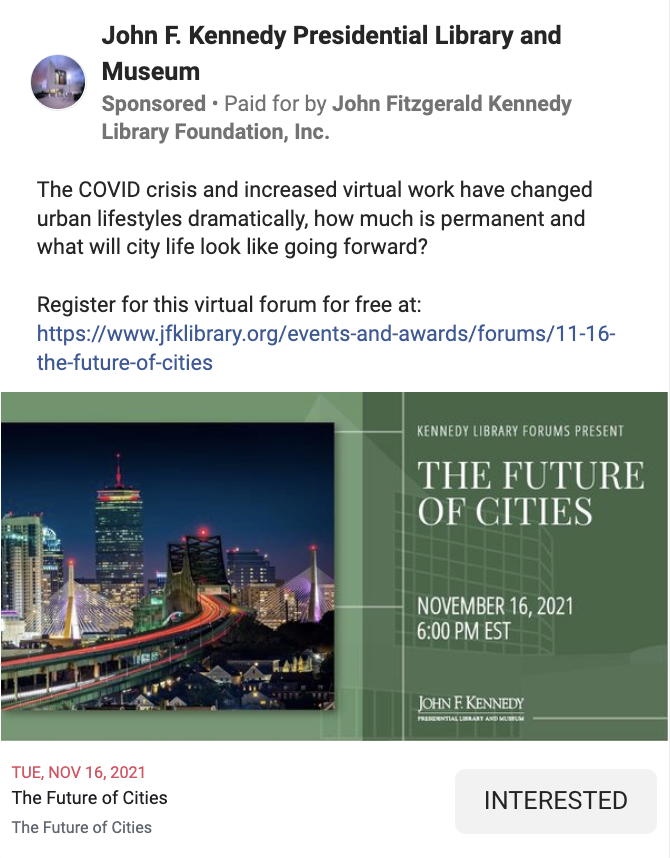 John F. Kennedy Presidential Library and
Museum
Sponsored • Paid for by John Fitzgerald Kennedy
Library Foundation, Inc.
The COVID crisis and increased virtual work have changed
urban lifestyles dramatically, how much is permanent and
what will city life look like going forward?
Register for this virtual forum for free at:
https://www.jfklibrary.org/events-and-awards/forums/11-16-
the-future-of-cities
KENNEDY LIBRARY FORUMS PRESENT
THE FUTURE
OF CITIES
NOVEMBER 16, 2021
6:00 PM EST
JOHN F. KENNEDY
PRESIDENTIAL LIBRARY AND MUSEUM
TUE, NOV 16, 2021
The Future of Cities
The Future of Cities
INTERESTED